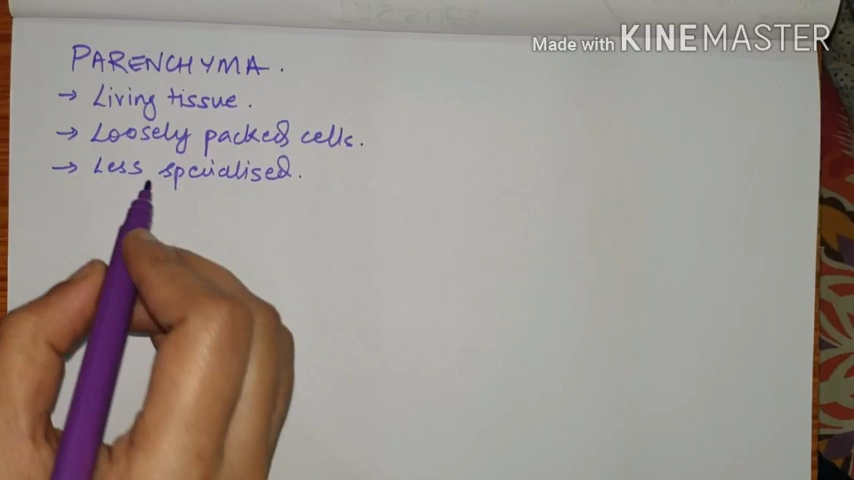 Made with KINEMASTER
PARENCHYMA.
→ Living tissue.
→ Loosely packed cells.
→ Less specialised.